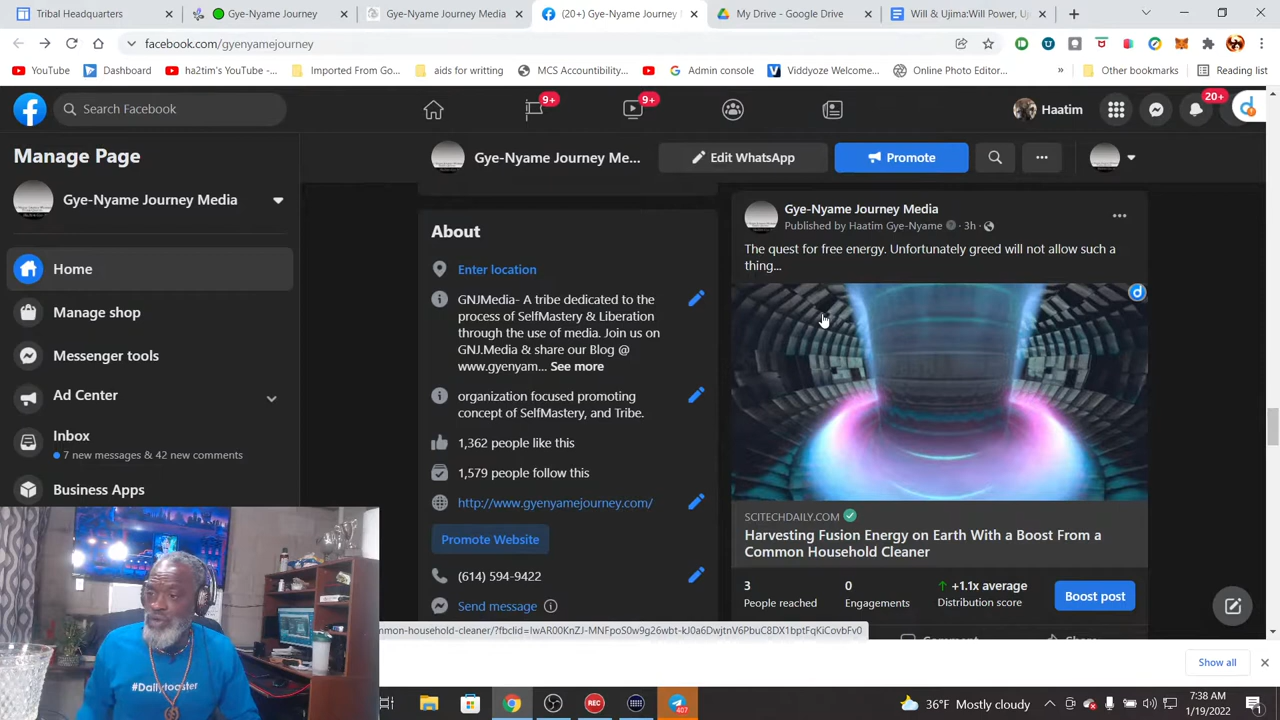 Tribal Headquarters
Gye-Nyame Journey
Gye-Nyame Journey Media
(20+) Gye-Nyame Journey
My Drive - Google Drive
Will & Ujima:Will Power, Uj
facebook.com/gyenyamejourney
YouTube
Dashboard
ha2tim's YouTube -...
Imported From Go...
aids for writting
MCS Accountibility...
Admin console
Viddyoze Welcome...
Online Photo Editor...
»
Other bookmarks
Reading list
Search Facebook
9+
9+
Haatim
20+
Manage Page
Gye-Nyame Journey Me...
Edit WhatsApp
Promote
Gye-Nyame Journey Media
Home
Manage shop
Messenger tools
Ad Center
Inbox
7 new messages & 42 new comments
Business Apps
About
Enter location
GNJMedia- A tribe dedicated to the
process of SelfMastery & Liberation
through the use of media. Join us on
GNJ.Media & share our Blog @
www.gyenyam... See more
organization focused promoting
concept of SelfMastery, and Tribe.
1,362 people like this
1,579 people follow this
http://www.gyenyamejourney.com/
Promote Website
(614) 594-9422
Send message
Gye-Nyame Journey Media
Published by Haatim Gye-Nyame · 3h ·
The quest for free energy. Unfortunately greed will not allow such a
thing...
SCITECHDAILY.COM
Harvesting Fusion Energy on Earth With a Boost From a
Common Household Cleaner
3
People reached
0
Engagements
+1.1x average
Distribution score
Boost post
Comment
Share
#Dailytoaster
Show all
REC
407
36°F Mostly cloudy
7:38 AM
1/19/2022
1